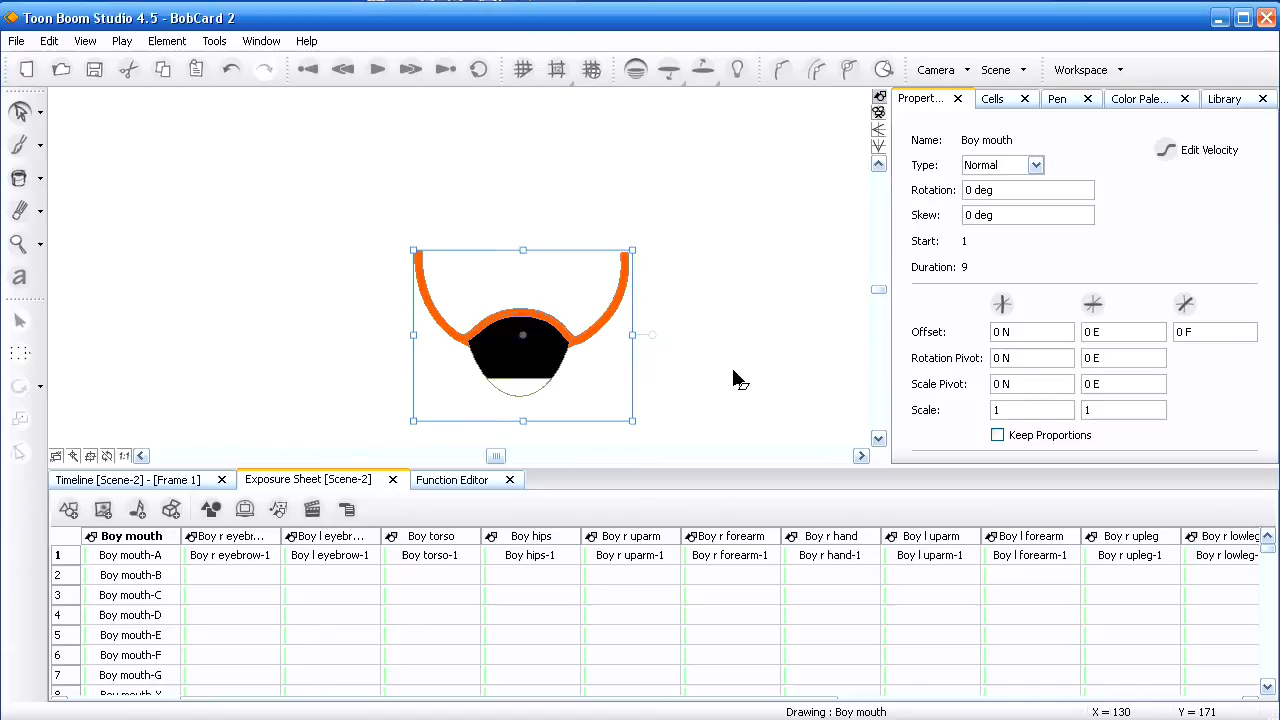 Toon Boom Studio 4.5 - BobCard 2
File Edit View Play Element Tools Window Help
Camera Scene Workspace
Propert... Cells Pen Color Pale... Library
Name: Boy mouth
Edit Velocity
Type: Normal
Rotation: 0 deg
Skew: 0 deg
Start: 1
Duration: 9
Offset: 0 N 0 E 0 F
Rotation Pivot: 0 N 0 E
Scale Pivot: 0 N 0 E
Scale: 1 1
Keep Proportions
1:1
Timeline [Scene-2] - [Frame 1] Exposure Sheet [Scene-2] Function Editor
Boy mouth Boy r eyebr... Boy l eyebr... Boy torso Boy hips Boy r uparm Boy r forearm Boy r hand Boy l uparm Boy l forearm Boy r upleg Boy r lowleg
1 Boy mouth-A Boy r eyebrow-1 Boy l eyebrow-1 Boy torso-1 Boy hips-1 Boy r uparm-1 Boy r forearm-1 Boy r hand-1 Boy l uparm-1 Boy l forearm-1 Boy r upleg-1 Boy r lowleg-
2 Boy mouth-B
3 Boy mouth-C
4 Boy mouth-D
5 Boy mouth-E
6 Boy mouth-F
7 Boy mouth-G
8 Boy mouth-X
Drawing : Boy mouth X = 130 Y = 171